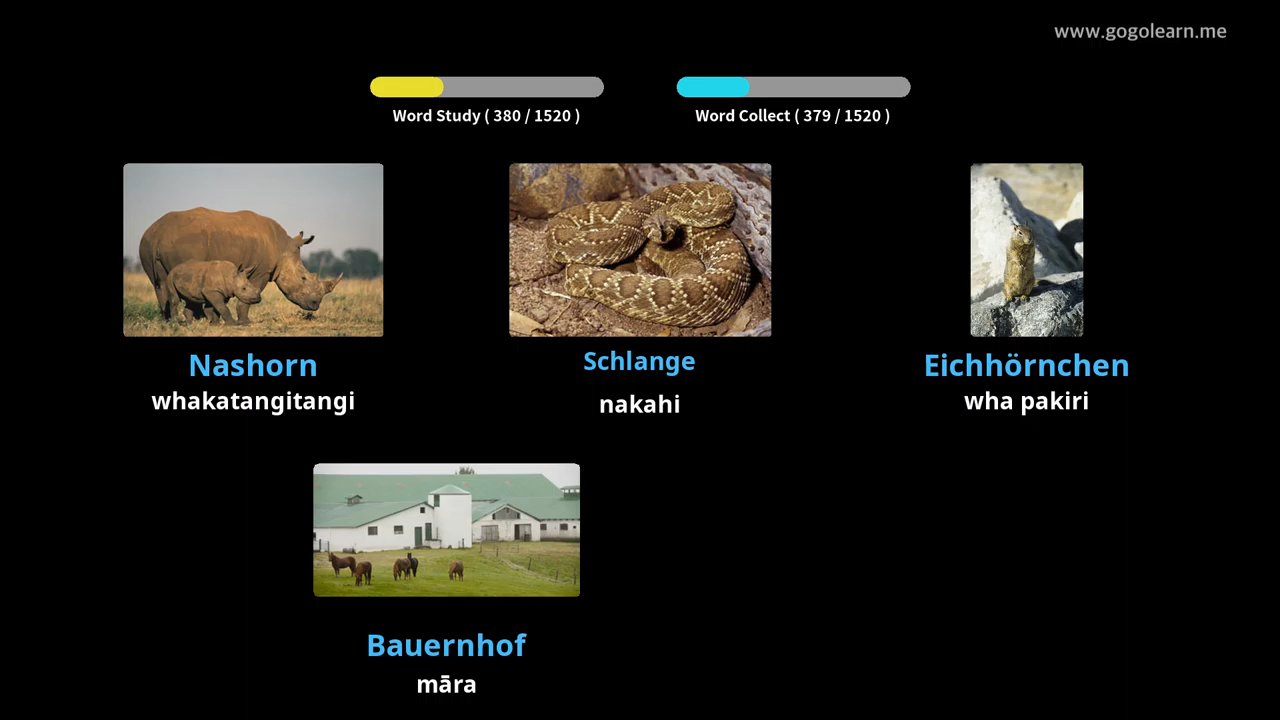 www.gogolearn.me
Word Study ( 380 / 1520 )
Word Collect ( 379 / 1520 )
Nashorn
whakatangitangi
Schlange
nakahi
Eichhörnchen
wha pakiri
Bauernhof
māra